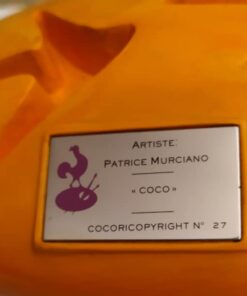 ARTISTE:
PATRICE MURCIANO
« COCO »
COCORICOPYRIGHT N° 27